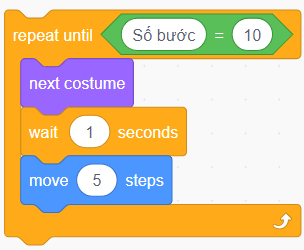 repeat until Số bước = 10
next costume
wait 1 seconds
move 5 steps